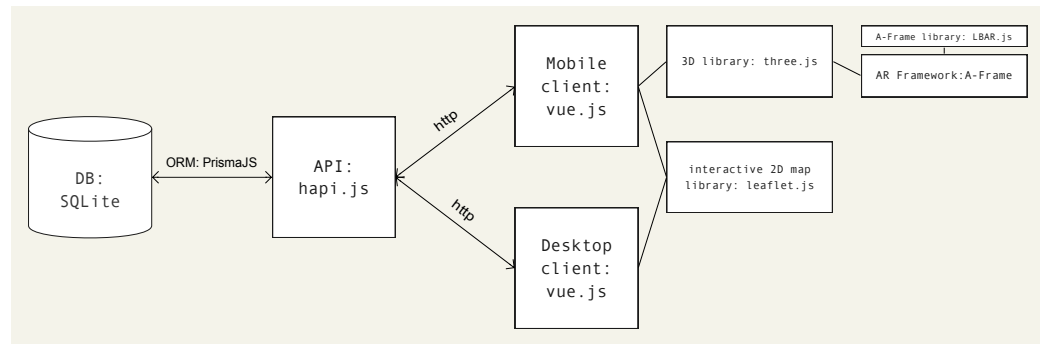 DB:
SQLite
ORM: PrismaJS
API:
hapi.js
http
http
Mobile
client:
vue.js
Desktop
client:
vue.js
3D library: three.js
interactive 2D map
library: leaflet.js
A-Frame library: LBAR.js
AR Framework:A-Frame